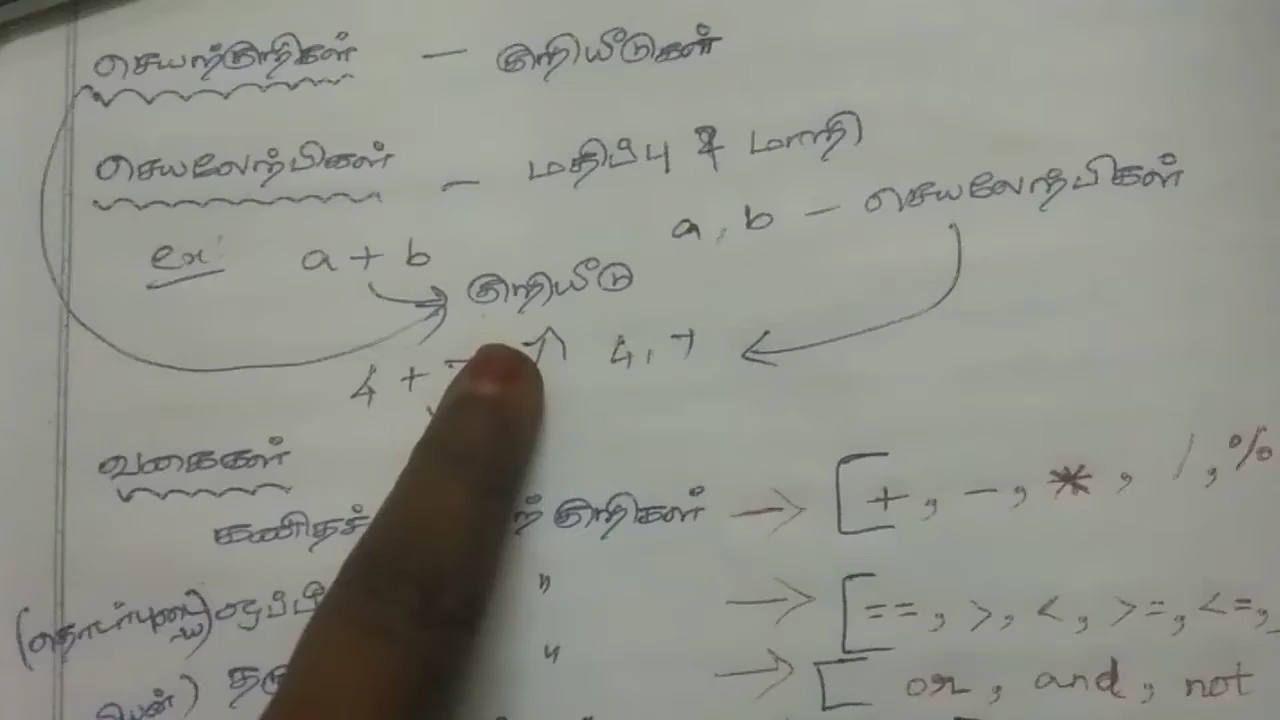 செயற்குறிகள் — குறியீடுகள்
செயலேற்பிகள் — மதிப்பு & மாறி
a, b — செயலேற்பிகள்
ex: a + b
குறியீடு
4 + 4, 7
வகைகள்
கணிதச் குறிகள் → [ +, -, *, /, %
" → [ ==, >, <, >=, <=,
" → [ or, and, not